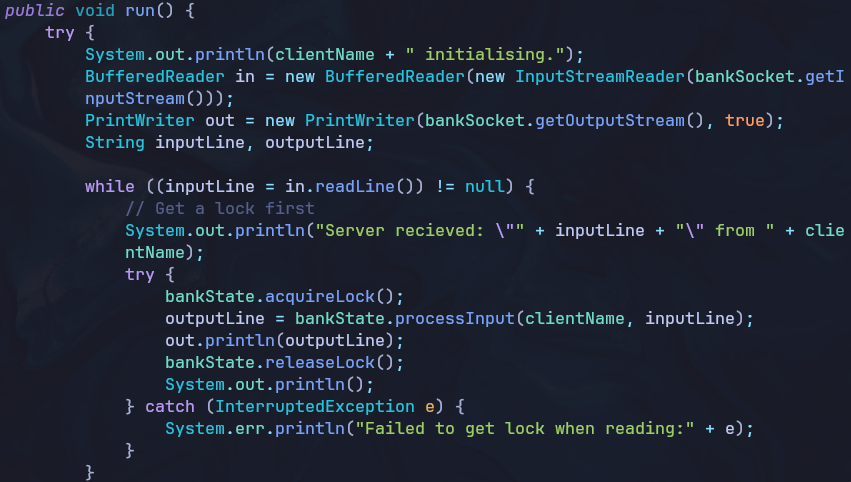 public void run() {
    try {
        System.out.println(clientName + " initialising.");
        BufferedReader in = new BufferedReader(new InputStreamReader(bankSocket.getI
        nputStream()));
        PrintWriter out = new PrintWriter(bankSocket.getOutputStream(), true);
        String inputLine, outputLine;

        while ((inputLine = in.readLine()) != null) {
            // Get a lock first
            System.out.println("Server recieved: \"" + inputLine + "\" from " + clie
            ntName);
            try {
                bankState.acquireLock();
                outputLine = bankState.processInput(clientName, inputLine);
                out.println(outputLine);
                bankState.releaseLock();
                System.out.println();
            } catch (InterruptedException e) {
                System.err.println("Failed to get lock when reading:" + e);
            }
        }